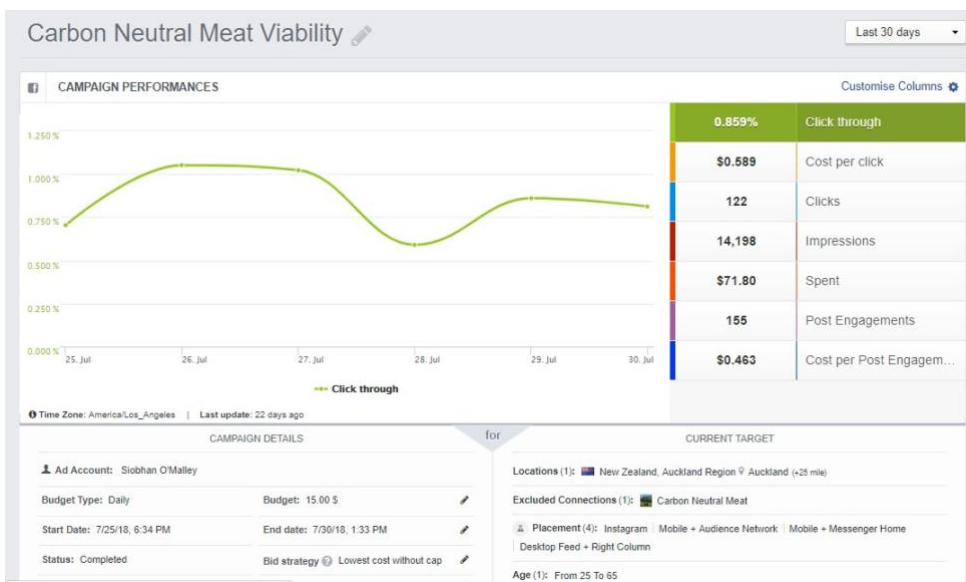 Carbon Neutral Meat Viability
Last 30 days
CAMPAIGN PERFORMANCES
Customise Columns
1.250 %
1.000 %
0.750 %
0.500 %
0.250 %
0.000 %
25. Jul 26. Jul 27. Jul 28. Jul 29. Jul 30. Jul
Click through
0.859% Click through
$0.589 Cost per click
122 Clicks
14,198 Impressions
$71.80 Spent
155 Post Engagements
$0.463 Cost per Post Engagem...
Time Zone: America/Los_Angeles | Last update: 22 days ago
CAMPAIGN DETAILS
for
CURRENT TARGET
Ad Account: Siobhan O'Malley
Budget Type: Daily Budget: 15.00 $
Start Date: 7/25/18, 6:34 PM End date: 7/30/18, 1:33 PM
Status: Completed Bid strategy Lowest cost without cap
Locations (1): New Zealand, Auckland Region Auckland (+25 mile)
Excluded Connections (1): Carbon Neutral Meat
Placement (4): Instagram | Mobile + Audience Network | Mobile + Messenger Home
| Desktop Feed + Right Column
Age (1): From 25 To 65